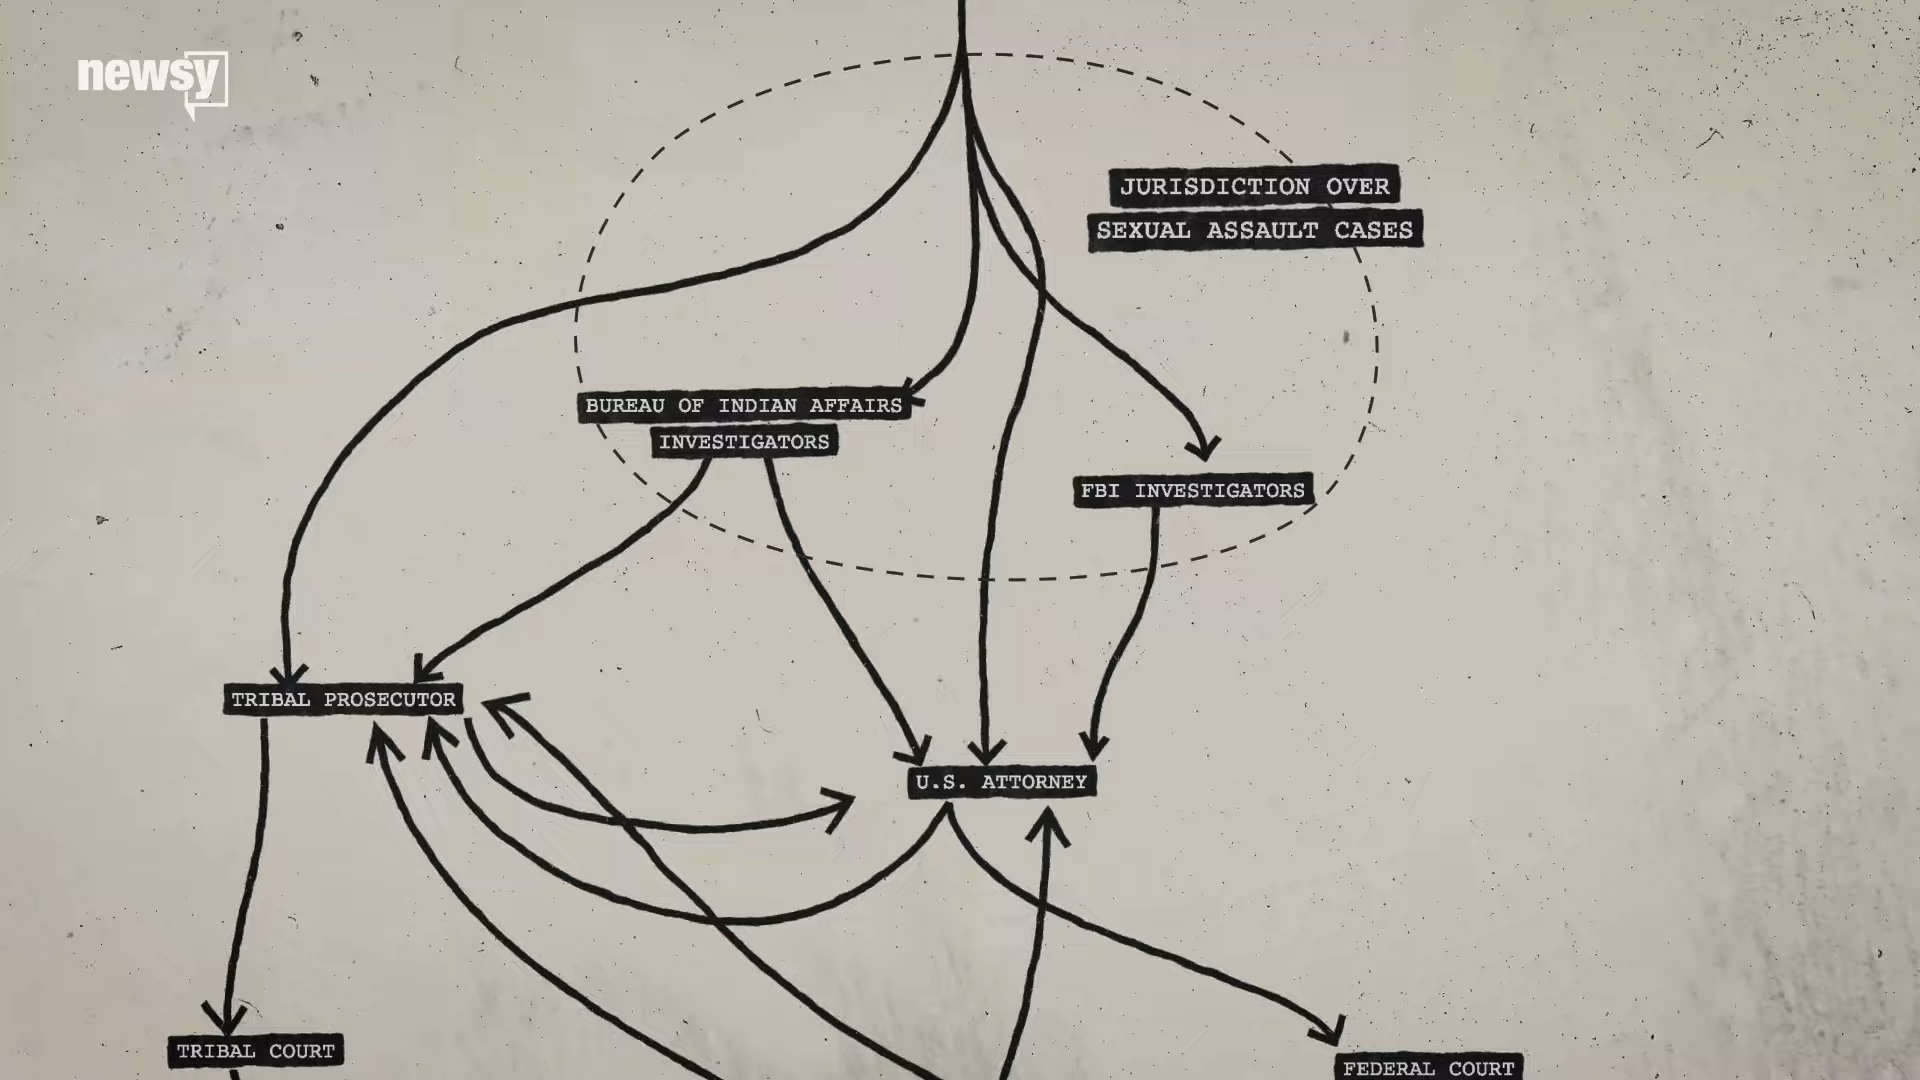 newsy
JURISDICTION OVER
SEXUAL ASSAULT CASES
BUREAU OF INDIAN AFFAIRS
INVESTIGATORS
FBI INVESTIGATORS
TRIBAL PROSECUTOR
U.S. ATTORNEY
TRIBAL COURT
FEDERAL COURT